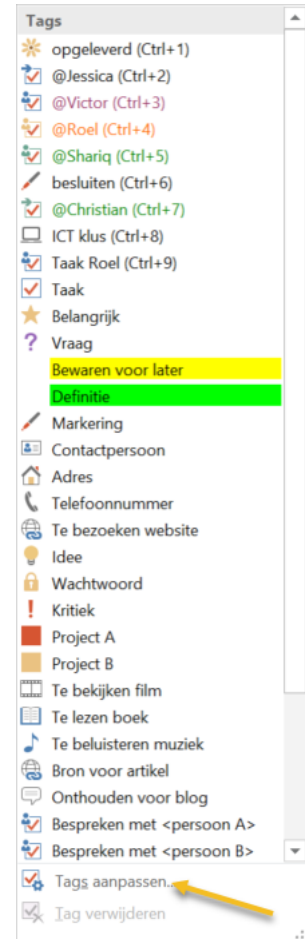 Tags
opgeleverd (Ctrl+1)
@Jessica (Ctrl+2)
@Victor (Ctrl+3)
@Roel (Ctrl+4)
@Shariq (Ctrl+5)
besluiten (Ctrl+6)
@Christian (Ctrl+7)
ICT klus (Ctrl+8)
Taak Roel (Ctrl+9)
Taak
Belangrijk
Vraag
Bewaren voor later
Definitie
Markering
Contactpersoon
Adres
Telefoonnummer
Te bezoeken website
Idee
Wachtwoord
Kritiek
Project A
Project B
Te bekijken film
Te lezen boek
Te beluisteren muziek
Bron voor artikel
Onthouden voor blog
Bespreken met <persoon A>
Bespreken met <persoon B>
Tags aanpassen...
Tag verwijderen